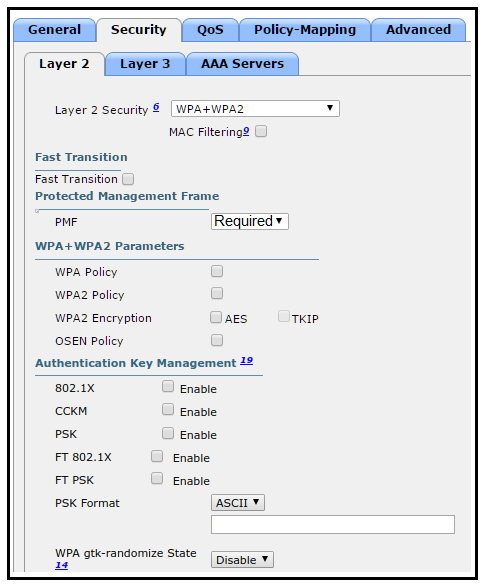 General Security QoS Policy-Mapping Advanced
Layer 2 Layer 3 AAA Servers
Layer 2 Security 6 WPA+WPA2
MAC Filtering9
Fast Transition
Fast Transition
Protected Management Frame
PMF Required
WPA+WPA2 Parameters
WPA Policy
WPA2 Policy
WPA2 Encryption AES TKIP
OSEN Policy
Authentication Key Management 19
802.1X Enable
CCKM Enable
PSK Enable
FT 802.1X Enable
FT PSK Enable
PSK Format ASCII
WPA gtk-randomize State Disable
14